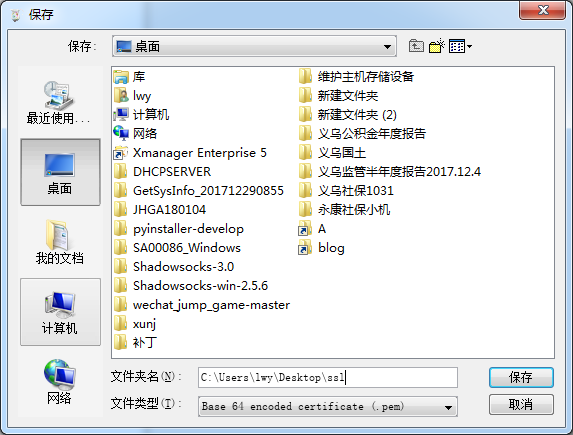 保存
保存:
桌面
最近使用...
桌面
我的文档
计算机
网络
库
lwy
计算机
网络
Xmanager Enterprise 5
DHCPSERVER
GetSysInfo_201712290855
JHGA180104
pyinstaller-develop
SA00086_Windows
Shadowsocks-3.0
Shadowsocks-win-2.5.6
wechat_jump_game-master
xunj
补丁
维护主机存储设备
新建文件夹
新建文件夹 (2)
义乌公积金年度报告
义乌国土
义乌监管半年度报告2017.12.4
义乌社保1031
永康社保小机
A
blog
文件夹名(N):
C:\Users\lwy\Desktop\ssl
保存
文件类型(T):
Base 64 encoded certificate (.pem)
取消